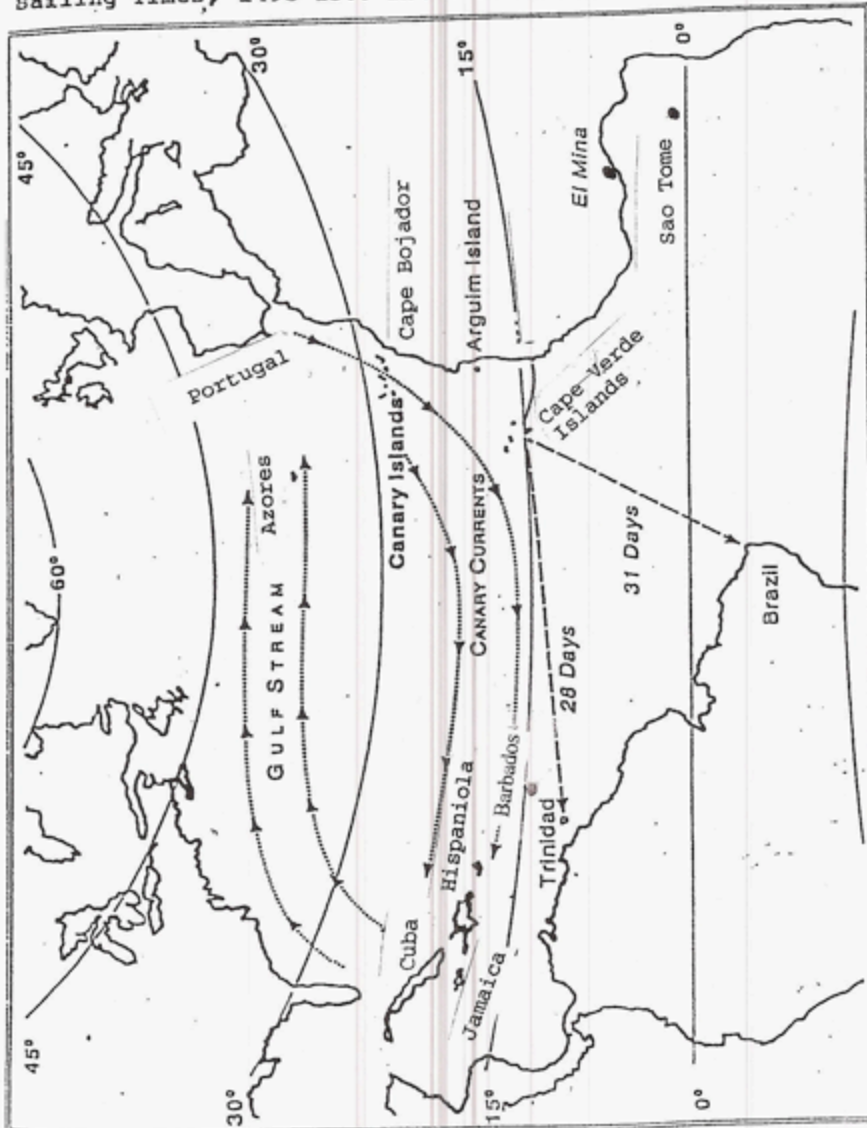 Sailing Times,
45°
30°
15°
0°
60°
Portugal
Azores
GULF STREAM
Canary Islands
Cape Bojador
CANARY CURRENTS
Arguim Island
El Mina
Sao Tome
Cape Verde
Islands
31 Days
28 Days
Brazil
Barbados
Trinidad
Hispaniola
Cuba
Jamaica
45°
30°
15°
0°